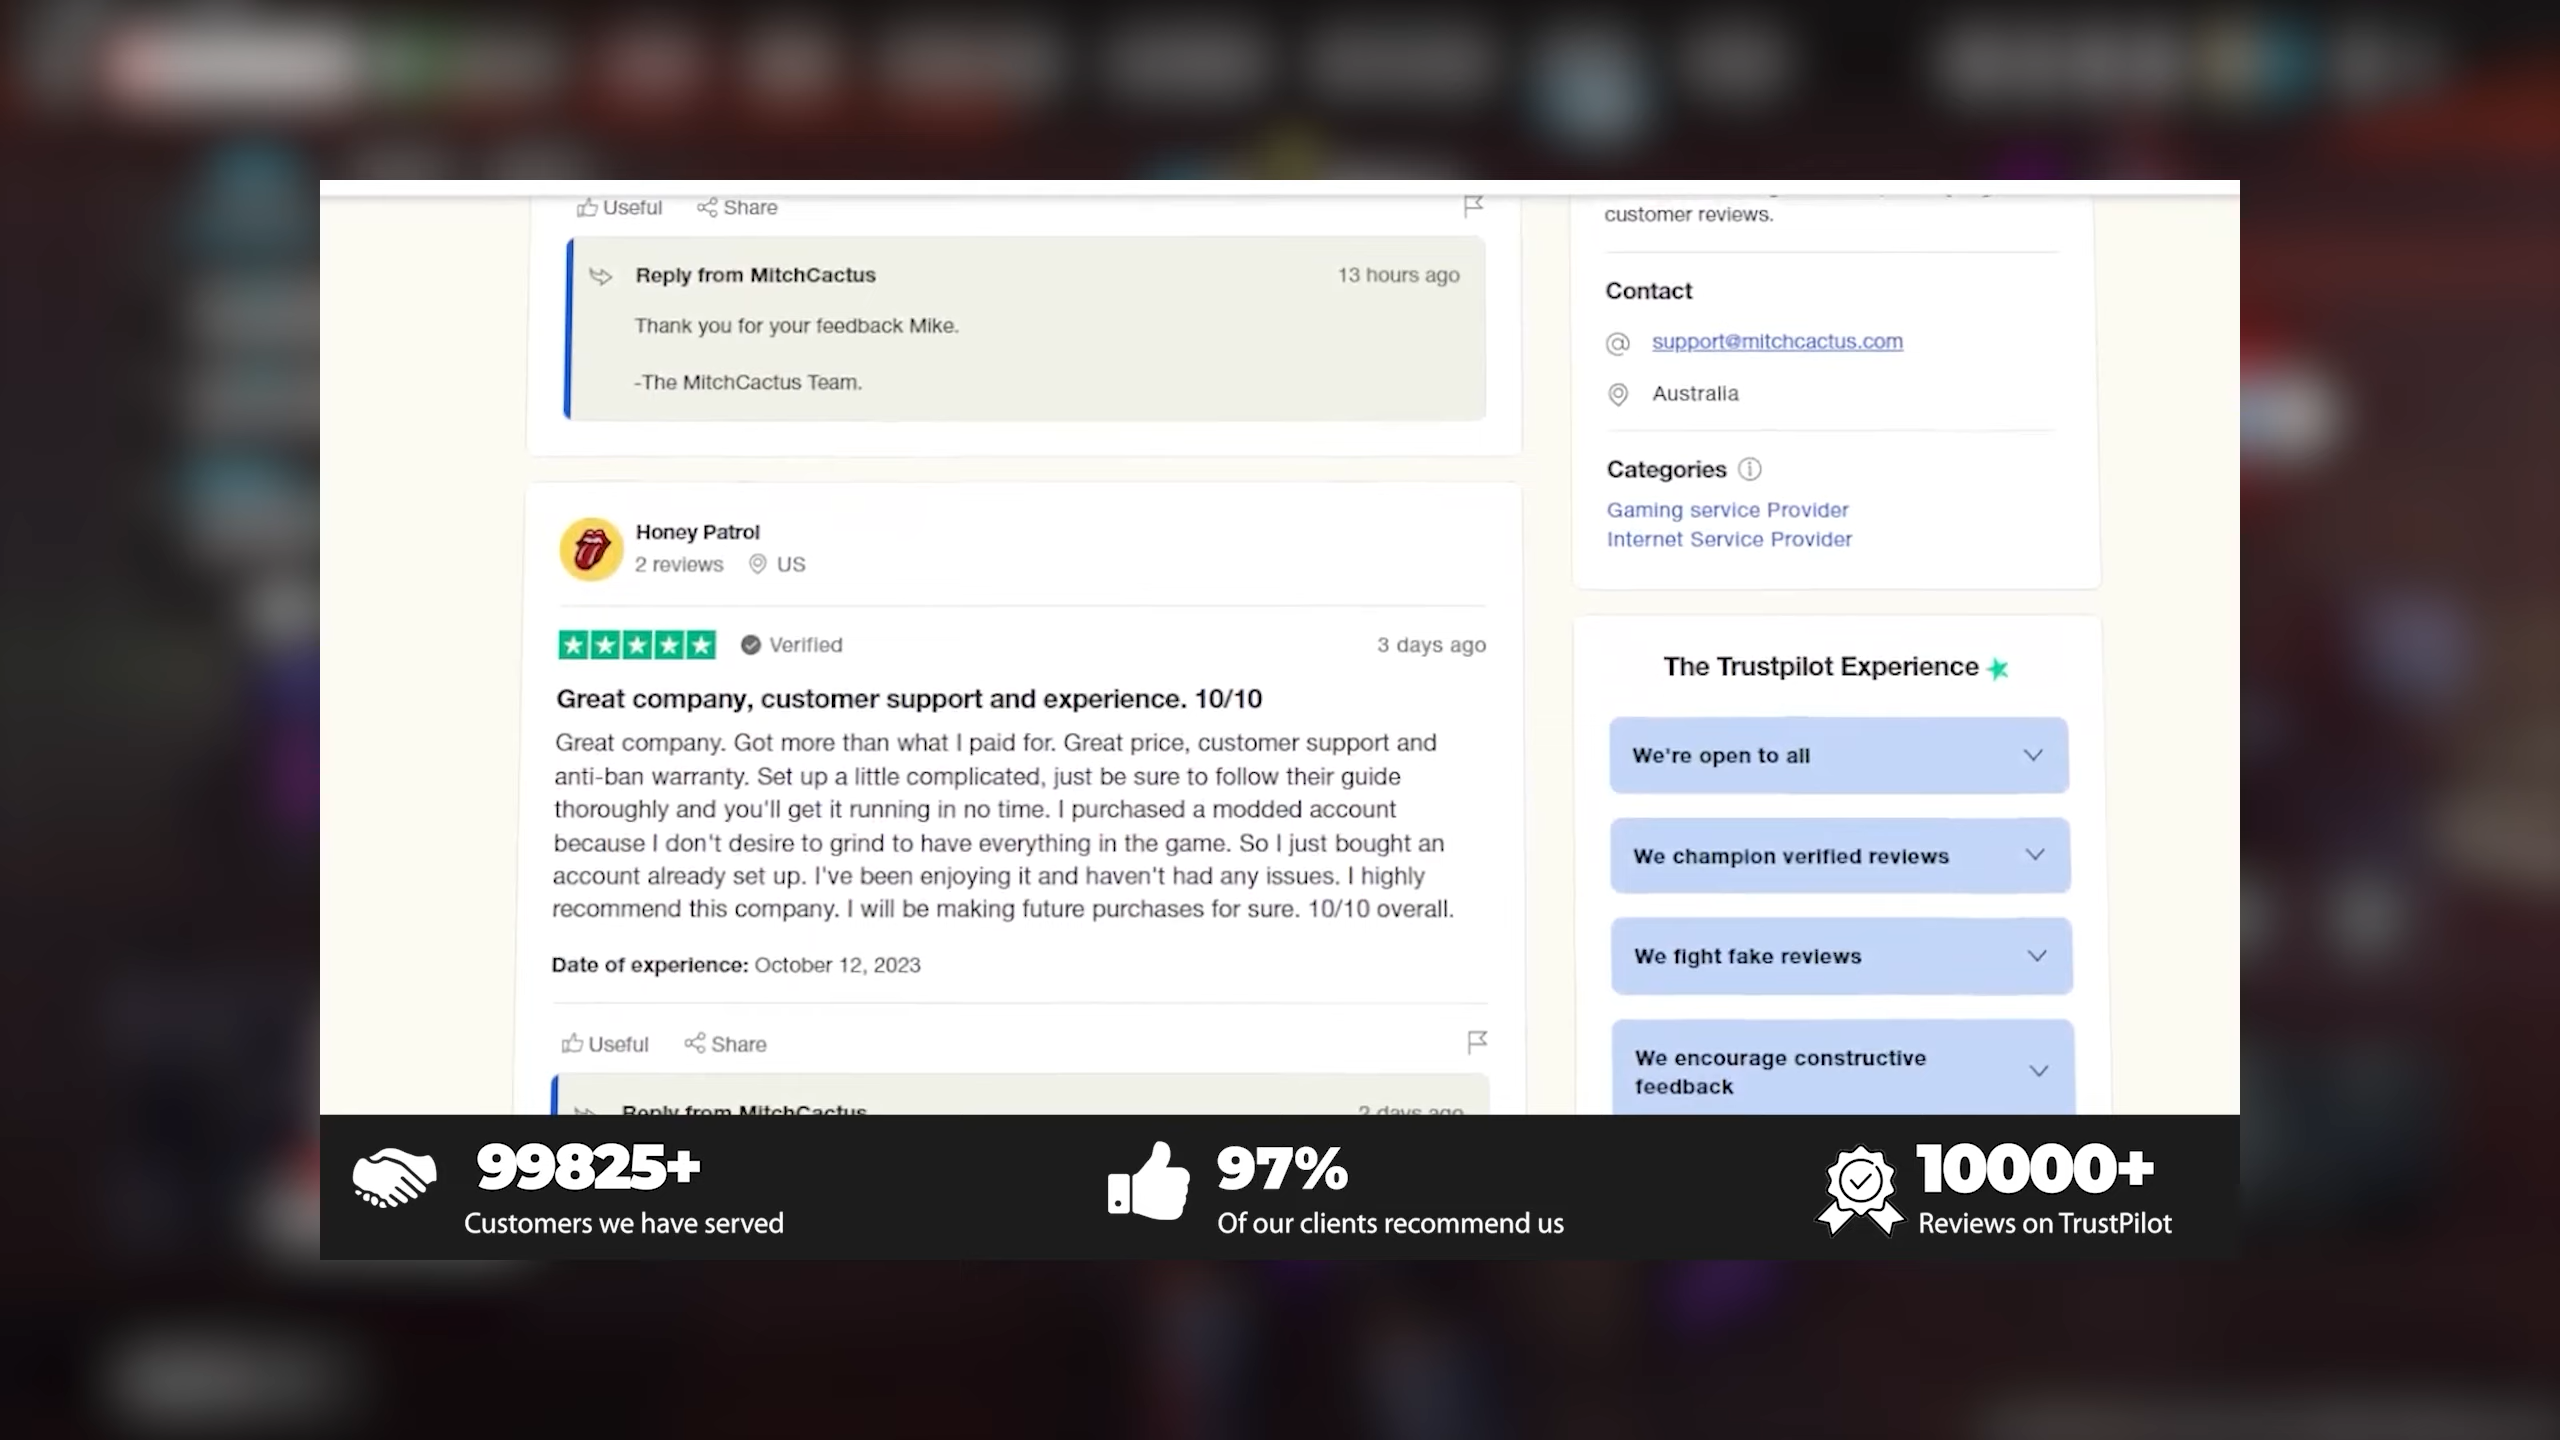 Useful Share
Reply from MitchCactus 13 hours ago
Thank you for your feedback Mike.
-The MitchCactus Team.
Honey Patrol
2 reviews US
Verified 3 days ago
Great company, customer support and experience. 10/10
Great company. Got more than what I paid for. Great price, customer support and
anti-ban warranty. Set up a little complicated, just be sure to follow their guide
thoroughly and you'll get it running in no time. I purchased a modded account
because I don't desire to grind to have everything in the game. So I just bought an
account already set up. I've been enjoying it and haven't had any issues. I highly
recommend this company. I will be making future purchases for sure. 10/10 overall.
Date of experience: October 12, 2023
Useful Share
Reply from MitchCactus 2 days ago
customer reviews.
Contact
support@mitchcactus.com
Australia
Categories
Gaming service Provider
Internet Service Provider
The Trustpilot Experience
We're open to all
We champion verified reviews
We fight fake reviews
We encourage constructive
feedback
99825+
Customers we have served
97%
Of our clients recommend us
10000+
Reviews on TrustPilot